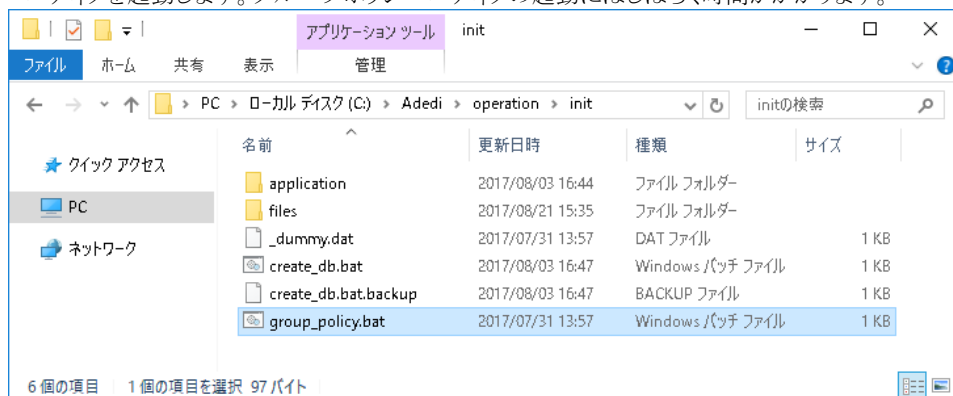 アプリケーション ツール init
ファイル ホーム 共有 表示 管理
PC › ローカル ディスク (C:) › Adedi › operation › init initの検索
名前 更新日時 種類 サイズ
クイック アクセス
PC
ネットワーク
application 2017/08/03 16:44 ファイル フォルダー
files 2017/08/21 15:35 ファイル フォルダー
_dummy.dat 2017/07/31 13:57 DAT ファイル 1 KB
create_db.bat 2017/08/03 16:47 Windows バッチ ファイル 1 KB
create_db.bat.backup 2017/08/03 16:47 BACKUP ファイル 1 KB
group_policy.bat 2017/07/31 13:57 Windows バッチ ファイル 1 KB
6 個の項目 1 個の項目を選択 97 バイト